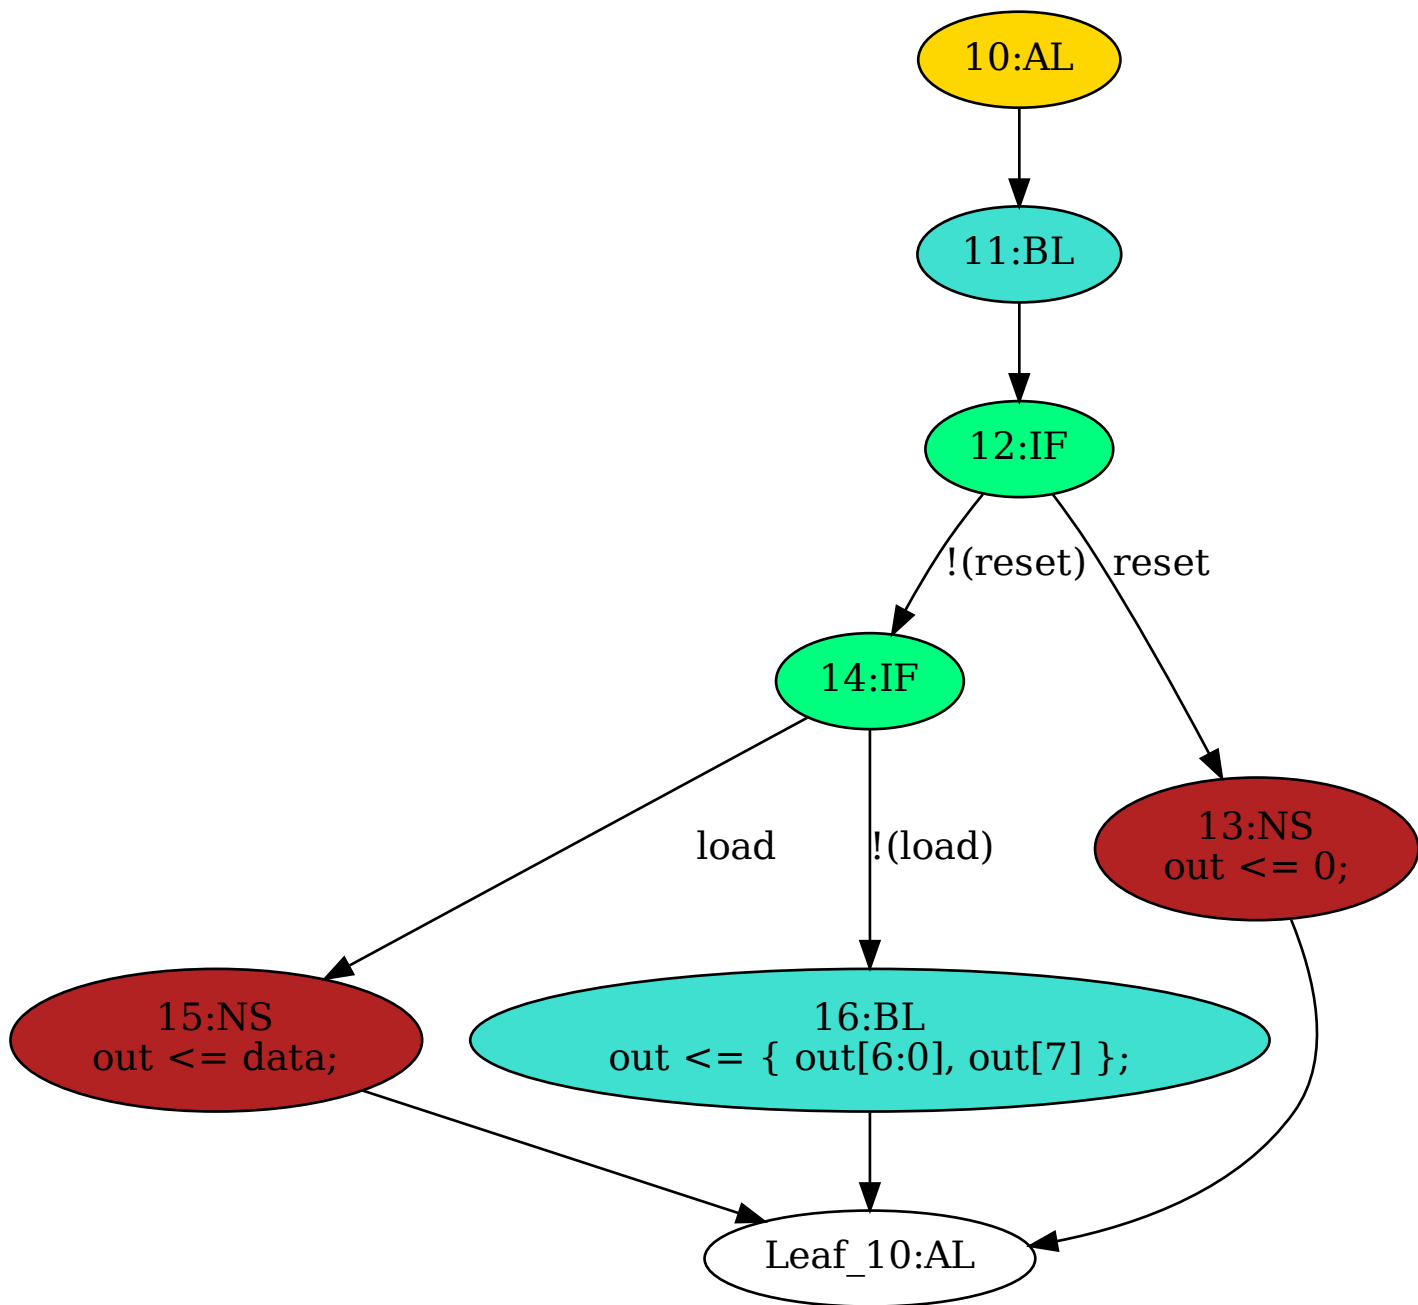 10:AL
11:BL
12:IF
!(reset)
reset
14:IF
13:NS
out <= 0;
load
!(load)
15:NS
out <= data;
16:BL
out <= { out[6:0], out[7] };
Leaf_10:AL